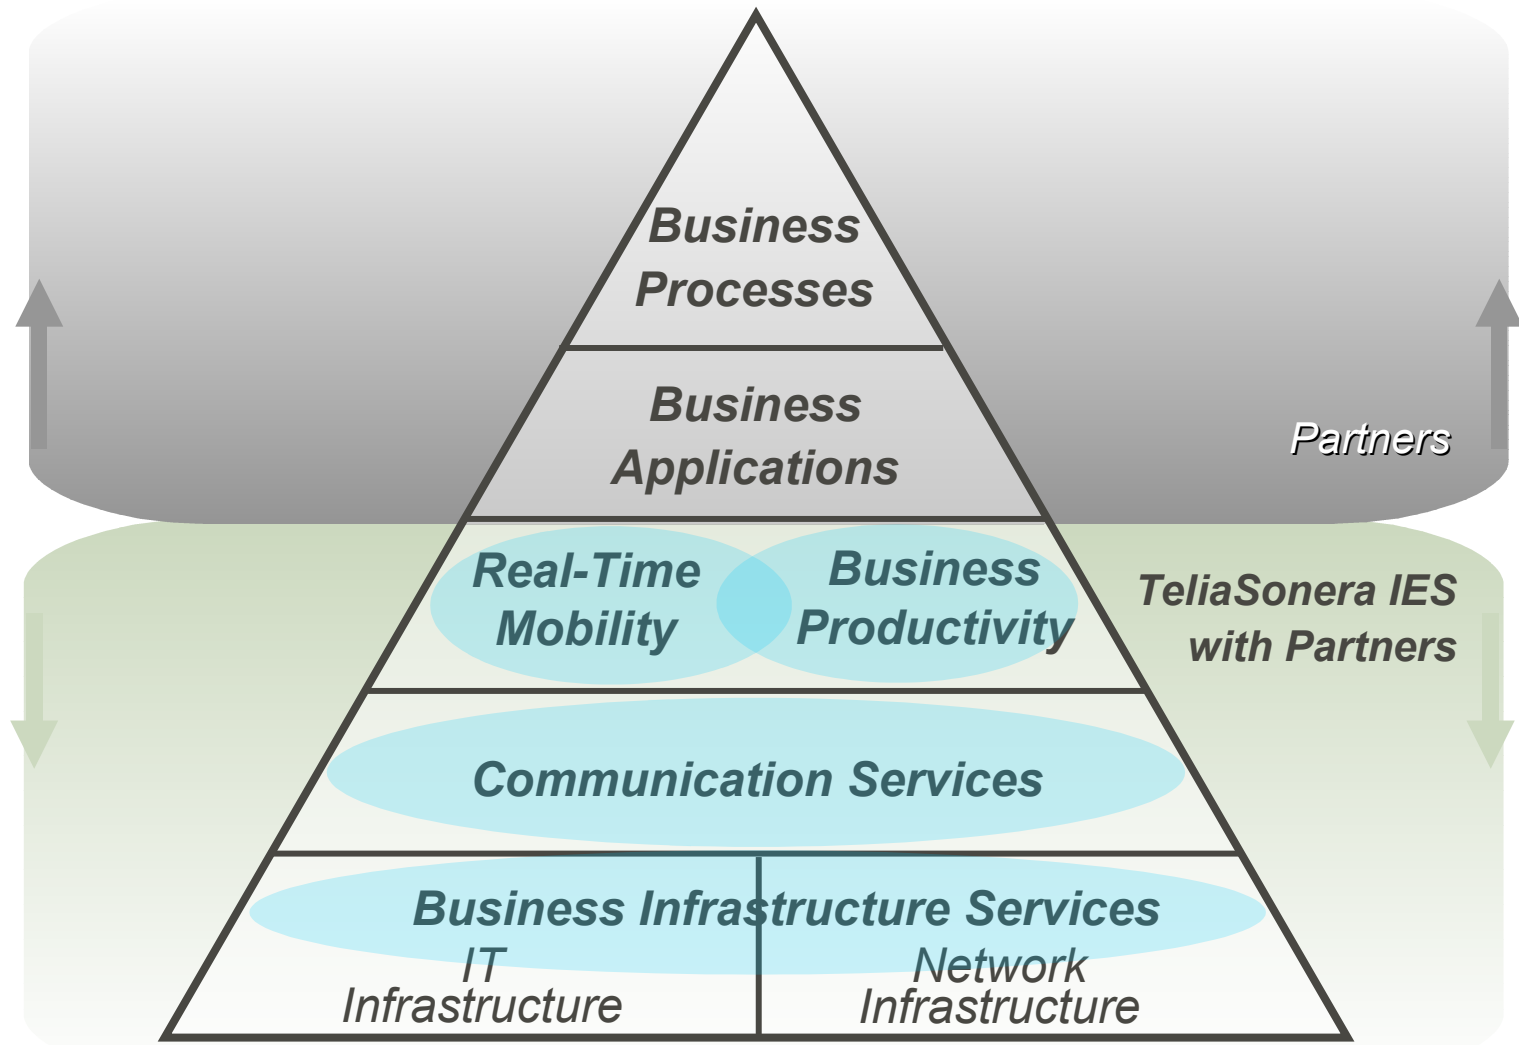 Business
Processes
Business
Applications
Partners
Real-Time
Mobility
Business
Productivity
TeliaSonera IES
with Partners
Communication Services
Business Infrastructure Services
IT
Infrastructure
Network
Infrastructure